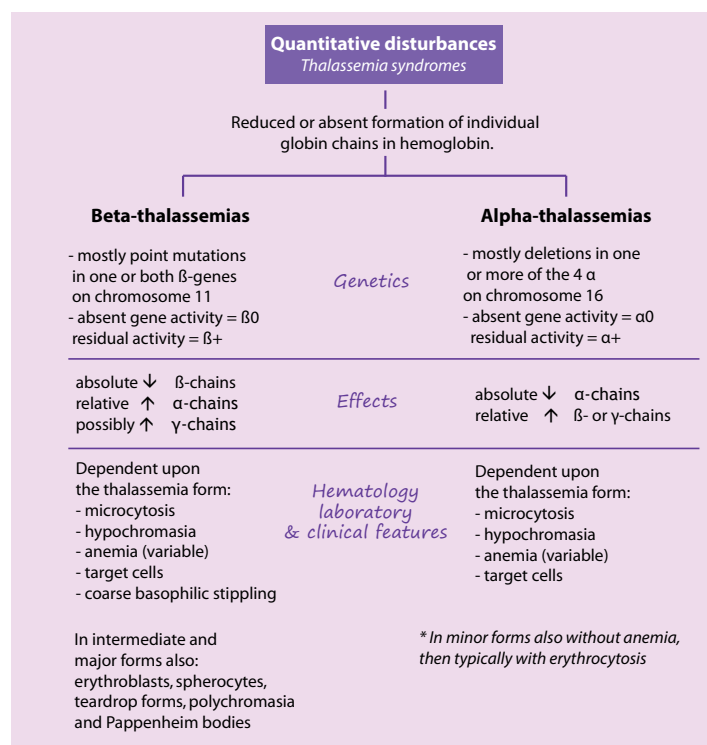 Quantitative disturbances
Thalassemia syndromes
Reduced or absent formation of individual
globin chains in hemoglobin.
Beta-thalassemias
- mostly point mutations
in one or both ß-genes
on chromosome 11
- absent gene activity = ß0
residual activity = ß+
Genetics
Alpha-thalassemias
- mostly deletions in one
or more of the 4 α
on chromosome 16
- absent gene activity = α0
residual activity = α+
absolute ↓ ß-chains
relative ↑ α-chains
possibly ↑ γ-chains
Effects
absolute ↓ α-chains
relative ↑ ß- or γ-chains
Dependent upon
the thalassemia form:
- microcytosis
- hypochromasia
- anemia (variable)
- target cells
- coarse basophilic stippling
In intermediate and
major forms also:
erythroblasts, spherocytes,
teardrop forms, polychromasia
and Pappenheim bodies
Hematology
laboratory
& clinical features
Dependent upon
the thalassemia form:
- microcytosis
- hypochromasia
- anemia (variable)
- target cells
* In minor forms also without anemia,
then typically with erythrocytosis